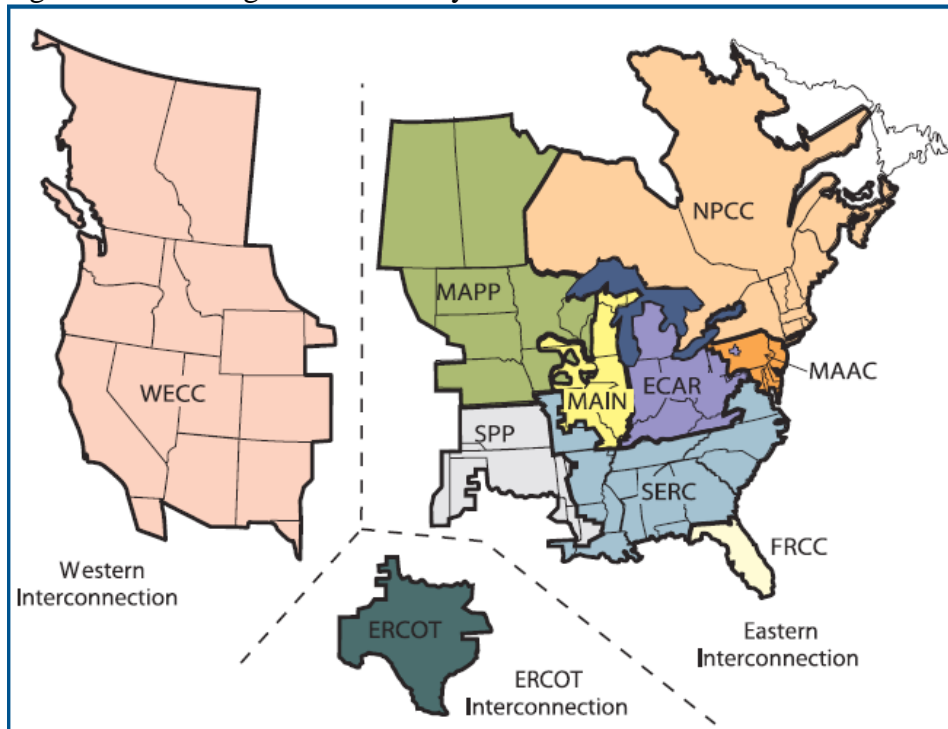 NPCC
MAPP
MAAC
WECC
MAIN
ECAR
SPP
SERC
FRCC
Western
Interconnection
ERCOT
Eastern
Interconnection
ERCOT
Interconnection